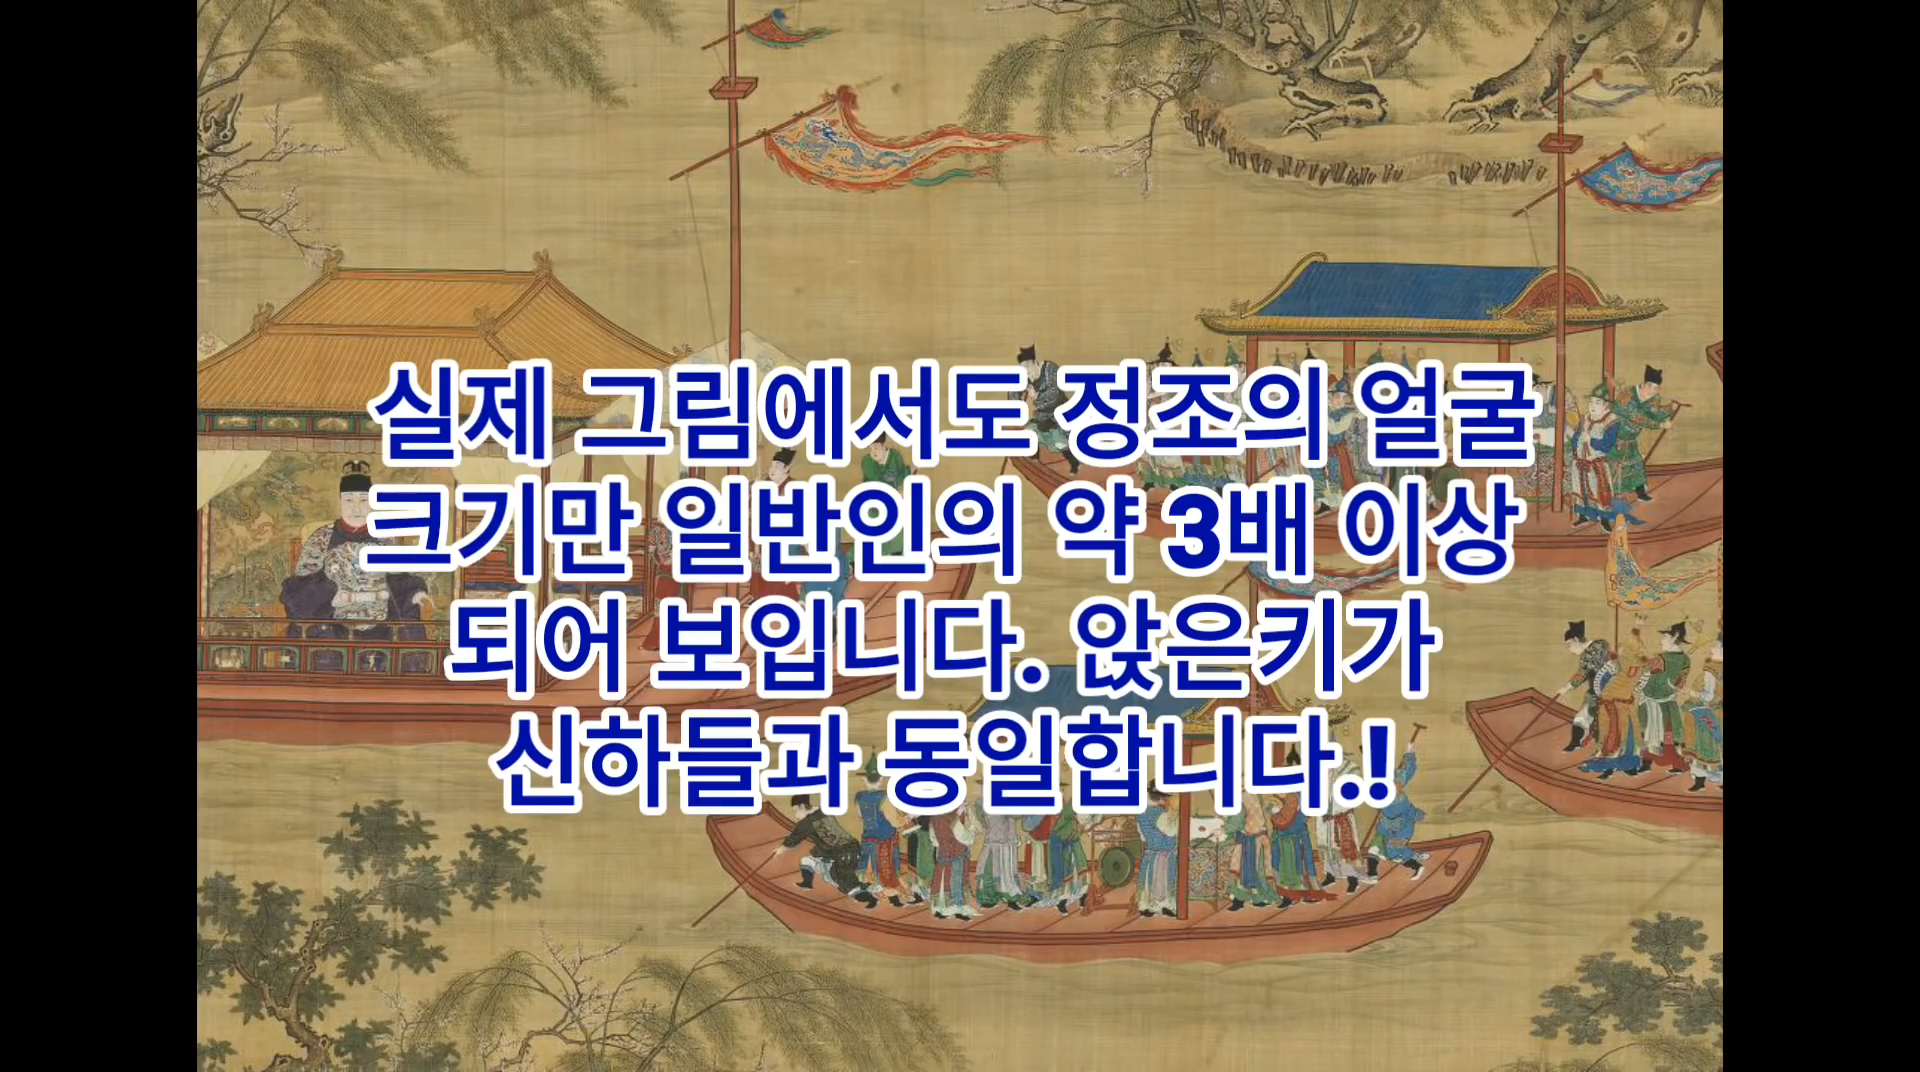 실제 그림에서도 정조의 얼굴
크기만 일반인의 약 3배 이상
되어 보입니다. 앉은키가
신하들과 동일합니다.!